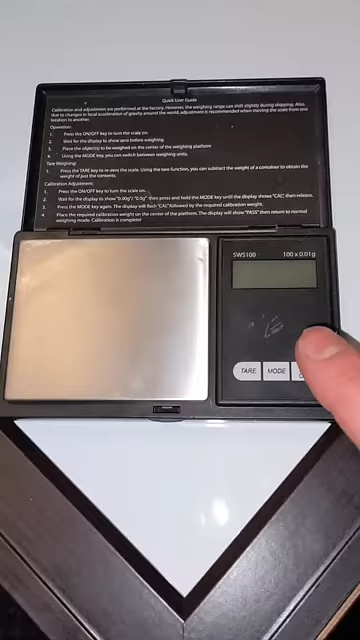 Quick User Guide
Calibration and adjustment are performed at the factory. However, the weighing range can shift slightly during shipping. Also,
due to changes in local acceleration of gravity around the world, adjustment is recommended when moving the scale from one
location to another.
Operation:
1. Press the ON/OFF key to turn the scale on.
2. Wait for the display to show zero before weighing
3. Place the object(s) to be weighed on the center of the weighing platform
4. Using the MODE key, you can switch between weighing units.
Tare Weighing:
1. Press the TARE key to re-zero the scale. Using the tare function, you can subtract the weight of a container to obtain the
weight of just the contents.
Calibration Adjustment:
1. Press the ON/OFF key to turn the scale on.
2. Wait for the display to show "0.00g"/"0.0g" then press and hold the MODE key until the display shows "CAL", then release.
3. Press the MODE key again. The display will flash "CAL" followed by the required calibration weight.
4. Place the required calibration weight on the center of the platform. The display will show "PASS" then return to normal
weighing mode. Calibration is complete!
SWS100 100 x 0.01g
TARE MODE